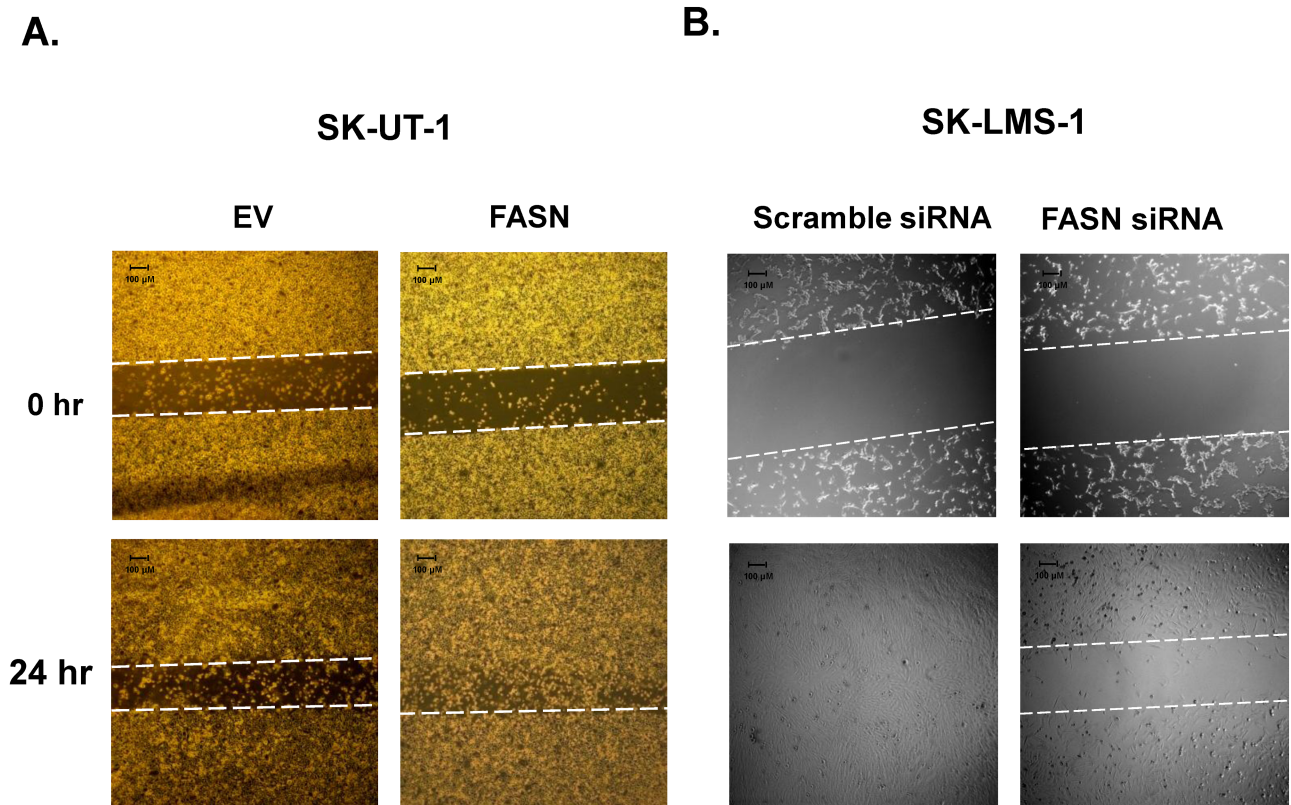 A.
B.
SK-UT-1
SK-LMS-1
EV
FASN
Scramble siRNA
FASN siRNA
0 hr
100 µM
100 µM
100 µM
100 µM
24 hr
100 µM
100 µM
100 µM
100 µM